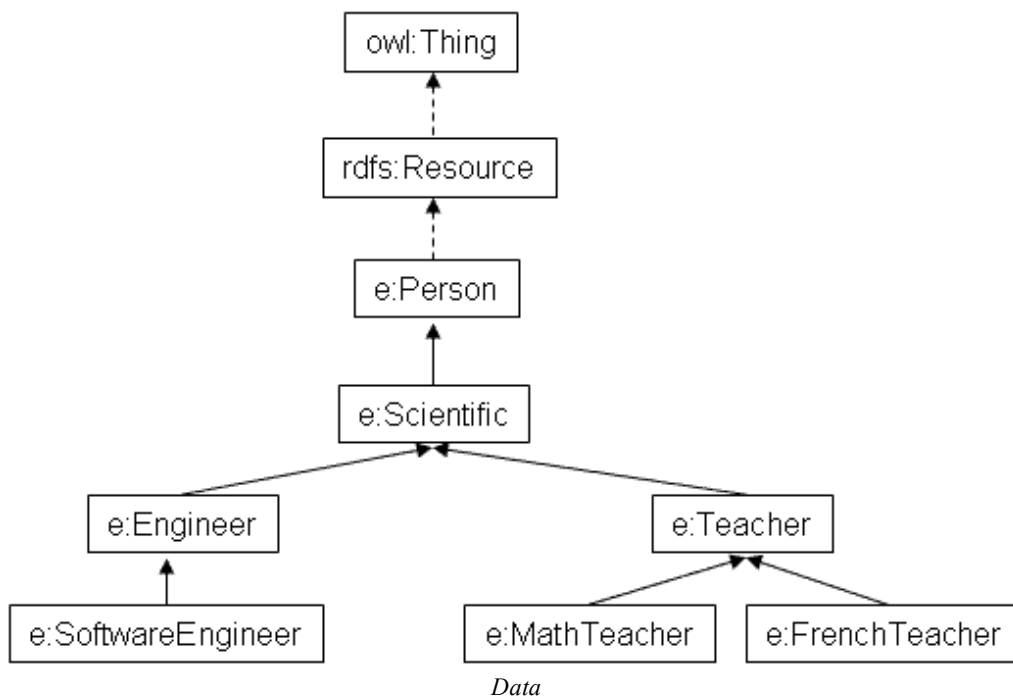 owl:Thing
rdfs:Resource
e:Person
e:Scientific
e:Engineer
e:Teacher
e:SoftwareEngineer
e:MathTeacher
e:FrenchTeacher
Data